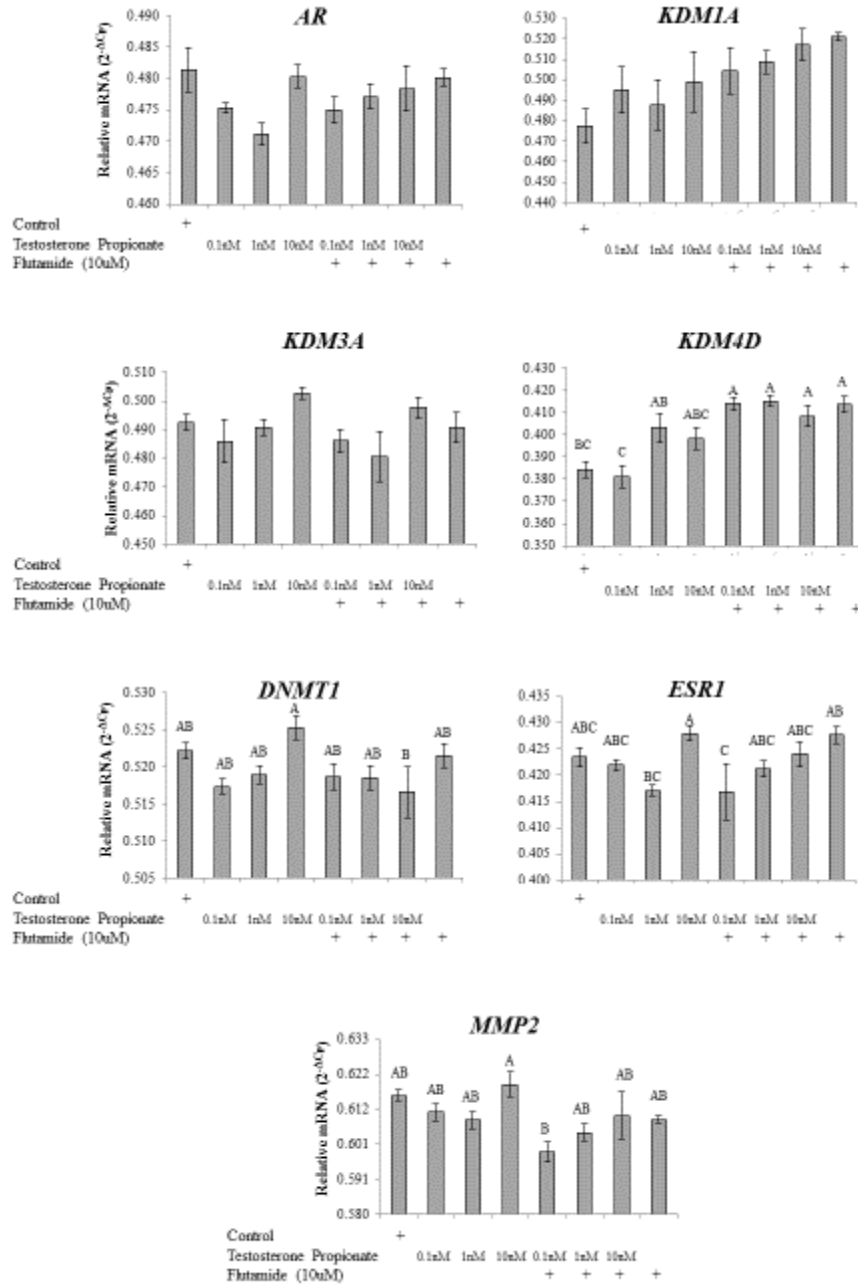 AR
Relative mRNA (2-ΔCp)
0.490
0.485
0.480
0.475
0.470
0.465
0.460
Control +
Testosterone Propionate 0.1nM 1nM 10nM 0.1nM 1nM 10nM
Flutamide (10uM) + + + +
KDM1A
0.530
0.520
0.510
0.500
0.490
0.480
0.470
0.460
0.450
0.440
+
0.1nM 1nM 10nM 0.1nM 1nM 10nM
+ + + +
KDM3A
Relative mRNA (2-ΔCp)
0.510
0.500
0.490
0.480
0.470
0.460
0.450
Control +
Testosterone Propionate 0.1nM 1nM 10nM 0.1nM 1nM 10nM
Flutamide (10uM) + + + +
KDM4D
0.430
0.420
0.410
0.400
0.390
0.380
0.370
0.360
0.350
BC C AB ABC A A A A
+
0.1nM 1nM 10nM 0.1nM 1nM 10nM
+ + + +
DNMT1
Relative mRNA (2-ΔCp)
0.530
0.525
0.520
0.515
0.510
0.505
AB AB AB A AB AB B AB
Control +
Testosterone Propionate 0.1nM 1nM 10nM 0.1nM 1nM 10nM
Flutamide (10uM) + + + +
ESR1
0.435
0.430
0.425
0.420
0.415
0.410
0.405
0.400
ABC ABC BC A C ABC ABC AB
+
0.1nM 1nM 10nM 0.1nM 1nM 10nM
+ + + +
MMP2
Relative mRNA (2-ΔCp)
0.633
0.622
0.612
0.601
0.591
0.580
AB AB AB A B AB AB AB
Control +
Testosterone Propionate 0.1nM 1nM 10nM 0.1nM 1nM 10nM
Flutamide (10uM) + + + +